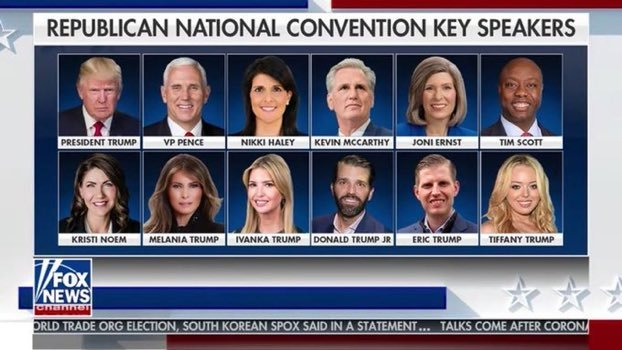 REPUBLICAN NATIONAL CONVENTION KEY SPEAKERS
PRESIDENT TRUMP
VP PENCE
NIKKI HALEY
KEVIN MCCARTHY
JONI ERNST
TIM SCOTT
KRISTI NOEM
MELANIA TRUMP
IVANKA TRUMP
DONALD TRUMP JR
ERIC TRUMP
TIFFANY TRUMP
FOX
NEWS
channel
ORLD TRADE ORG ELECTION, SOUTH KOREAN SPOX SAID IN A STATEMENT... TALKS COME AFTER CORONA